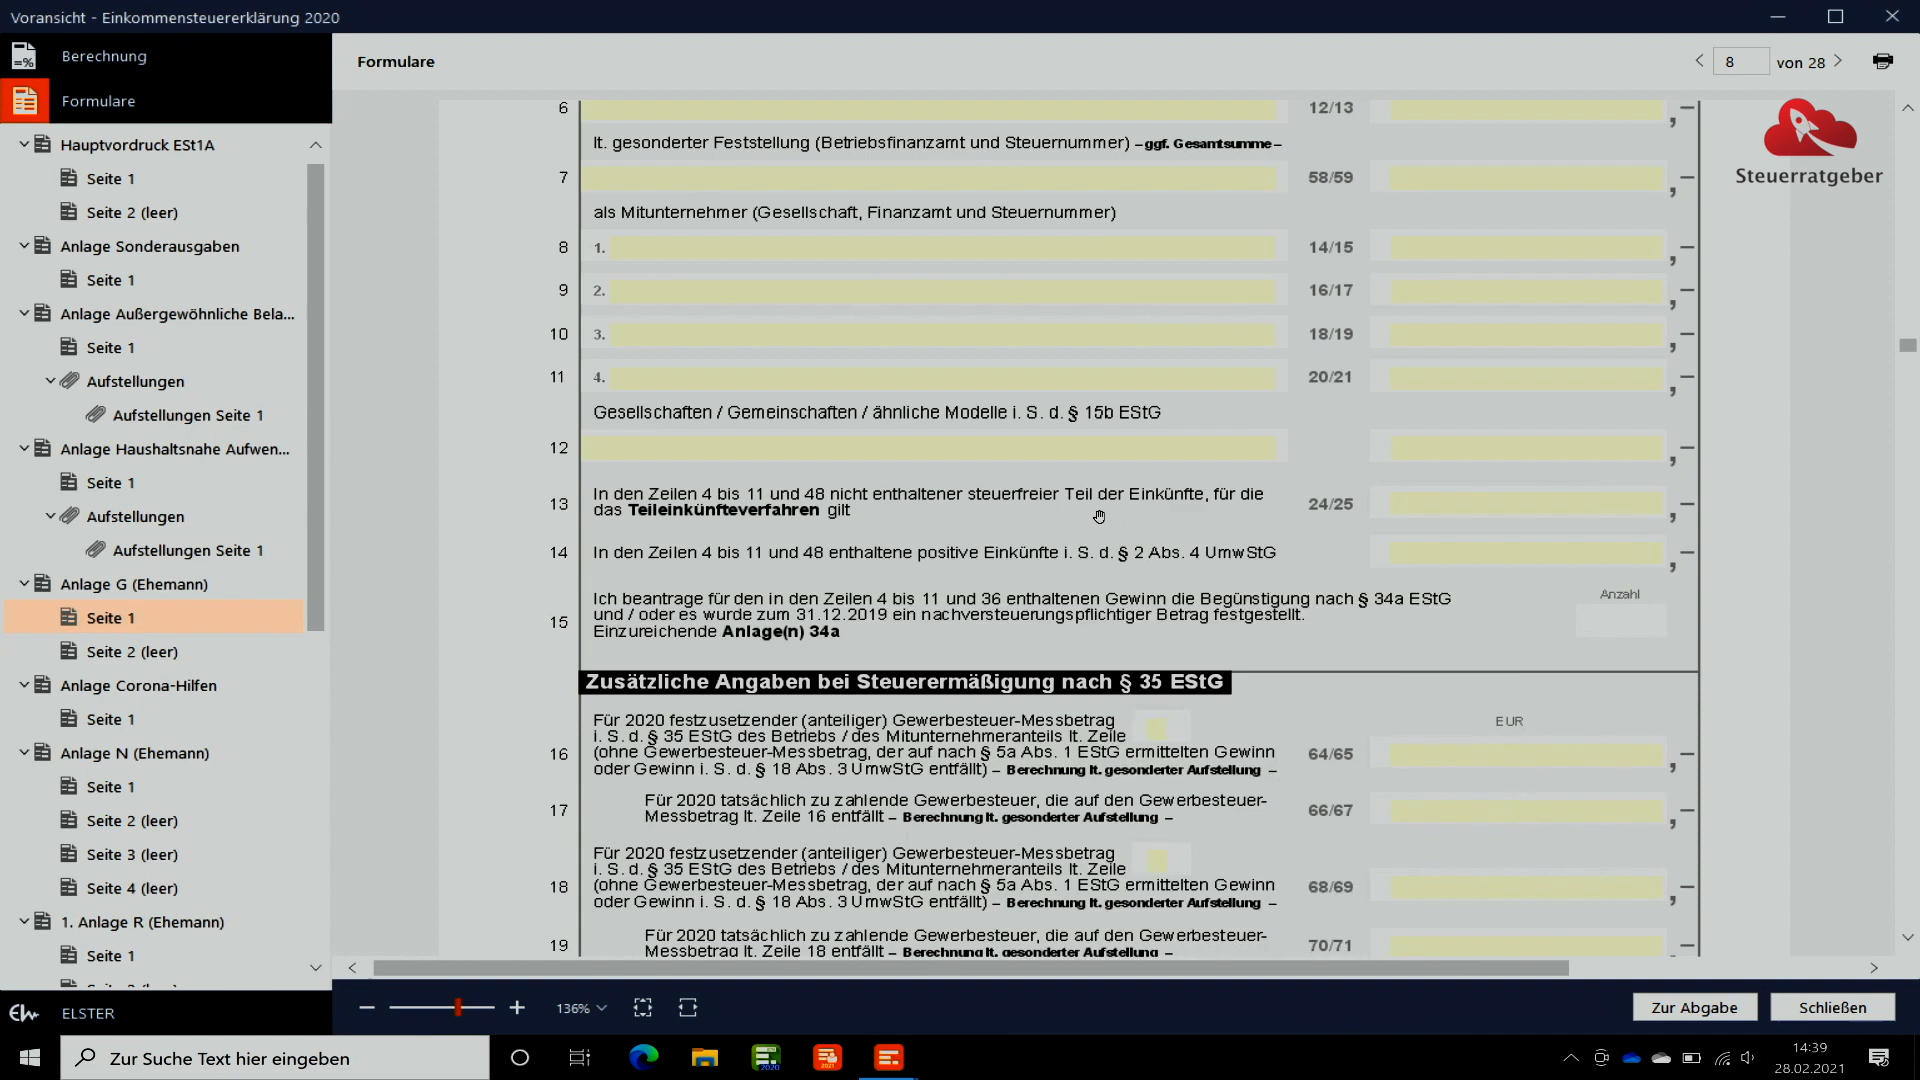 Voransicht - Einkommensteuererklärung 2020
Berechnung
Formulare
Hauptvordruck ESt1A
Seite 1
Seite 2 (leer)
Anlage Sonderausgaben
Seite 1
Anlage Außergewöhnliche Bela...
Seite 1
Aufstellungen
Aufstellungen Seite 1
Anlage Haushaltsnahe Aufwen...
Seite 1
Aufstellungen
Aufstellungen Seite 1
Anlage G (Ehemann)
Seite 1
Seite 2 (leer)
Anlage Corona-Hilfen
Seite 1
Anlage N (Ehemann)
Seite 1
Seite 2 (leer)
Seite 3 (leer)
Seite 4 (leer)
1. Anlage R (Ehemann)
Seite 1
ELSTER
Formulare
8 von 28
Steuerratgeber
6 12/13 , –
lt. gesonderter Feststellung (Betriebsfinanzamt und Steuernummer) – ggf. Gesamtsumme –
7 58/59 , –
als Mitunternehmer (Gesellschaft, Finanzamt und Steuernummer)
8 1. 14/15 , –
9 2. 16/17 , –
10 3. 18/19 , –
11 4. 20/21 , –
Gesellschaften / Gemeinschaften / ähnliche Modelle i. S. d. § 15b EStG
12 , –
In den Zeilen 4 bis 11 und 48 nicht enthaltener steuerfreier Teil der Einkünfte, für die
13 das Teileinkünfteverfahren gilt 24/25 , –
14 In den Zeilen 4 bis 11 und 48 enthaltene positive Einkünfte i. S. d. § 2 Abs. 4 UmwStG , –
Ich beantrage für den in den Zeilen 4 bis 11 und 36 enthaltenen Gewinn die Begünstigung nach § 34a EStG Anzahl
15 und / oder es wurde zum 31.12.2019 ein nachversteuerungspflichtiger Betrag festgestellt.
Einzureichende Anlage(n) 34a
Zusätzliche Angaben bei Steuerermäßigung nach § 35 EStG
Für 2020 festzusetzender (anteiliger) Gewerbesteuer-Messbetrag EUR
i. S. d. § 35 EStG des Betriebs / des Mitunternehmeranteils lt. Zeile
16 (ohne Gewerbesteuer-Messbetrag, der auf nach § 5a Abs. 1 EStG ermittelten Gewinn 64/65 , –
oder Gewinn i. S. d. § 18 Abs. 3 UmwStG entfällt) – Berechnung lt. gesonderter Aufstellung –
17 Für 2020 tatsächlich zu zahlende Gewerbesteuer, die auf den Gewerbesteuer- 66/67 , –
Messbetrag lt. Zeile 16 entfällt – Berechnung lt. gesonderter Aufstellung –
Für 2020 festzusetzender (anteiliger) Gewerbesteuer-Messbetrag
i. S. d. § 35 EStG des Betriebs / des Mitunternehmeranteils lt. Zeile
18 (ohne Gewerbesteuer-Messbetrag, der auf nach § 5a Abs. 1 EStG ermittelten Gewinn 68/69 , –
oder Gewinn i. S. d. § 18 Abs. 3 UmwStG entfällt) – Berechnung lt. gesonderter Aufstellung –
19 Für 2020 tatsächlich zu zahlende Gewerbesteuer, die auf den Gewerbesteuer- 70/71 –
Messbetrag lt. Zeile 18 entfällt – Berechnung lt. gesonderter Aufstellung –
136%
Zur Abgabe
Schließen
Zur Suche Text hier eingeben
2020
2021
14:39
28.02.2021